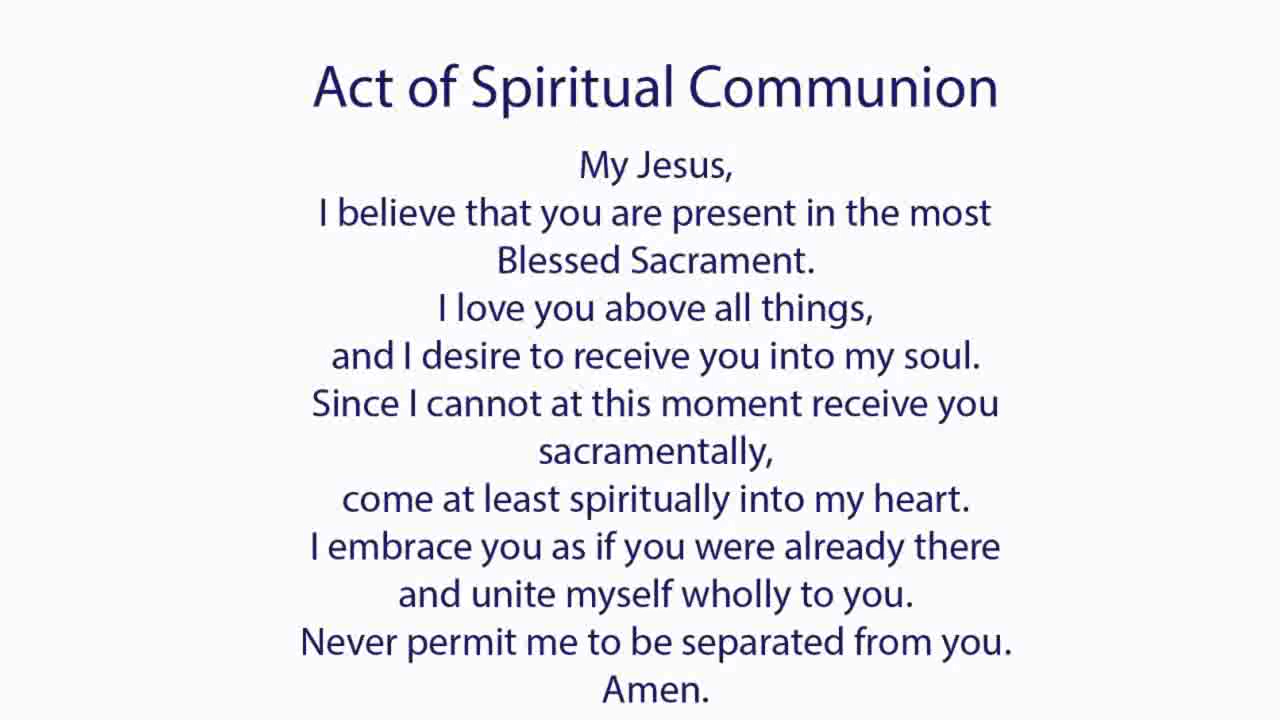 Act of Spiritual Communion
My Jesus,
I believe that you are present in the most
Blessed Sacrament.
I love you above all things,
and I desire to receive you into my soul.
Since I cannot at this moment receive you
sacramentally,
come at least spiritually into my heart.
I embrace you as if you were already there
and unite myself wholly to you.
Never permit me to be separated from you.
Amen.